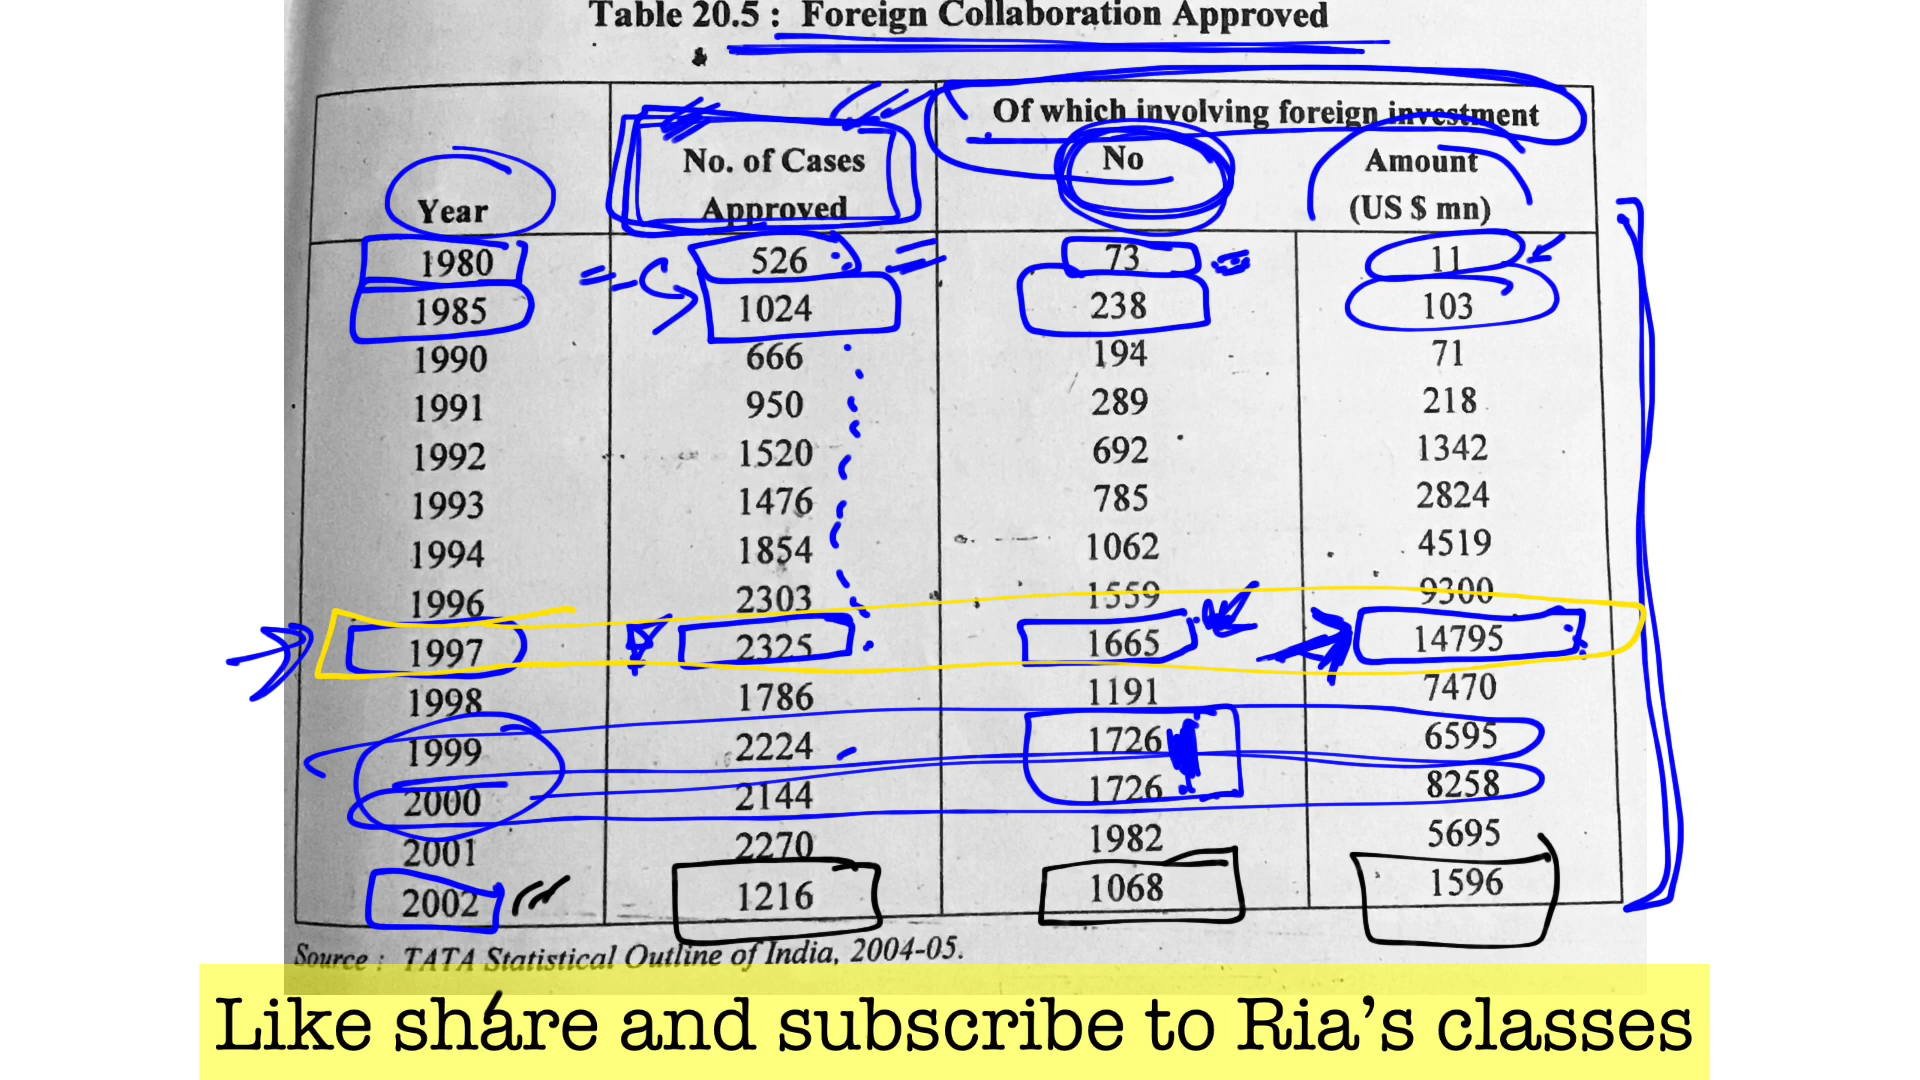 Table 20.5 : Foreign Collaboration Approved
Of which involving foreign investment
Year No. of Cases Approved No Amount (US $ mn)
1980 526 73 11
1985 1024 238 103
1990 666 194 71
1991 950 289 218
1992 1520 692 1342
1993 1476 785 2824
1994 1854 1062 4519
1996 2303 1559 9300
1997 2325 1665 14795
1998 1786 1191 7470
1999 2224 1726 6595
2000 2144 1726 8258
2001 2270 1982 5695
2002 1216 1068 1596
Source : TATA Statistical Outline of India, 2004-05.
Like share and subscribe to Ria's classes